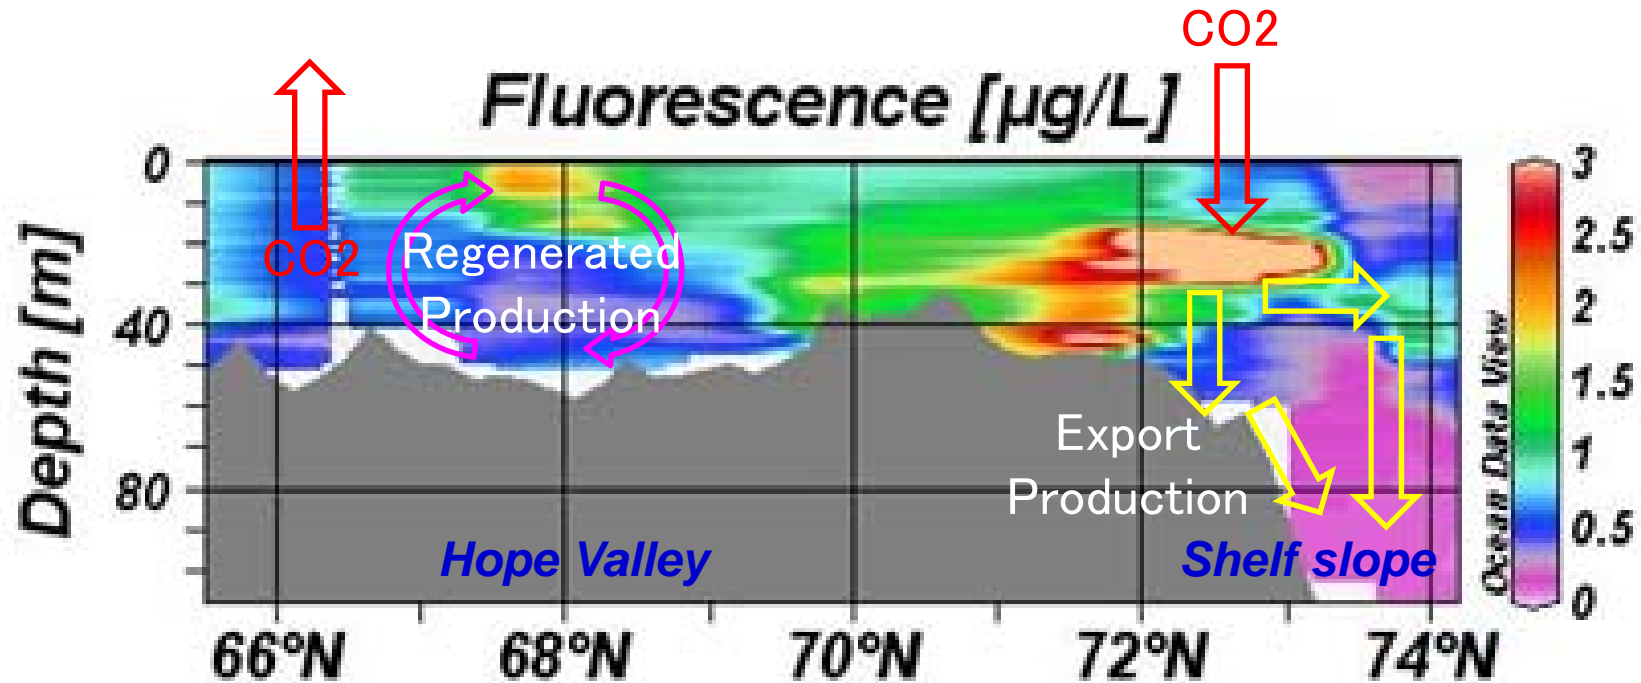 CO2
Fluorescence [µg/L]
0
40
80
Depth [m]
CO2
Regenerated
Production
Export
Production
Hope Valley
Shelf slope
66°N
68°N
70°N
72°N
74°N
3
2.5
2
1.5
1
0.5
0
Ocean Data View